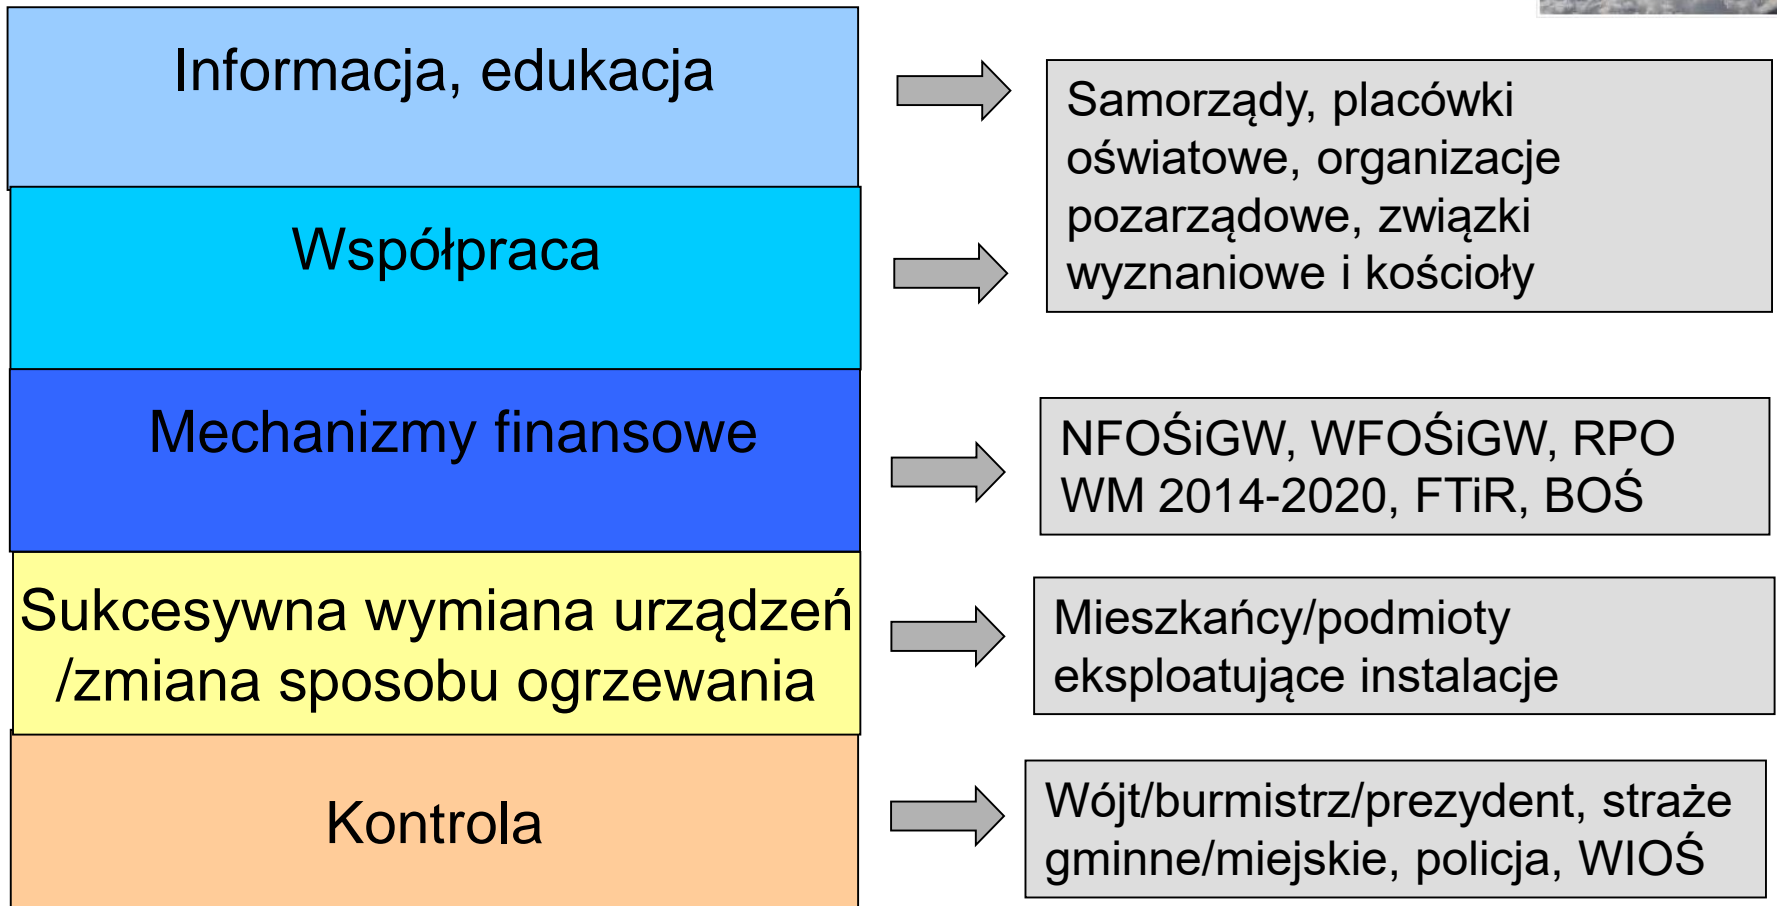 Informacja, edukacja
Samorządy, placówki
oświatowe, organizacje
pozarządowe, związki
wyznaniowe i kościoły
Współpraca
Mechanizmy finansowe
NFOŚiGW, WFOŚiGW, RPO
WM 2014-2020, FTiR, BOŚ
Sukcesywna wymiana urządzeń
/zmiana sposobu ogrzewania
Mieszkańcy/podmioty
eksploatujące instalacje
Kontrola
Wójt/burmistrz/prezydent, straże
gminne/miejskie, policja, WIOŚ